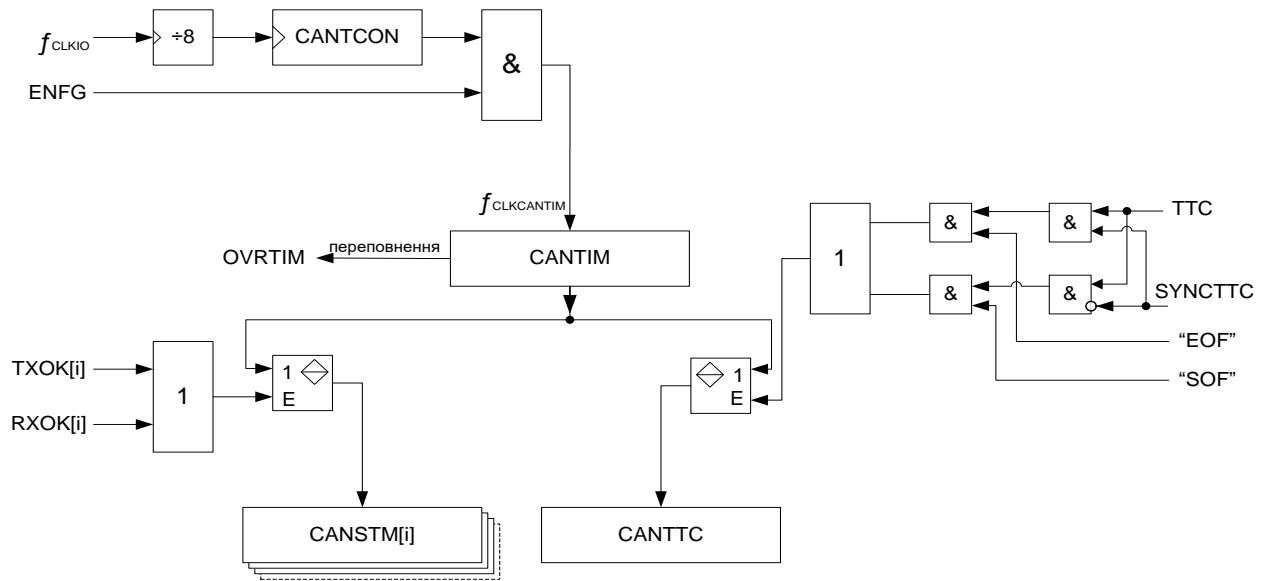 fCLKIO
÷8
CANTCON
&
ENFG
fCLKCANTIM
OVRTIM
переповнення
CANTIM
1
&
&
TTC
&
&
SYNCTTC
"EOF"
"SOF"
TXOK[i]
RXOK[i]
1
1
E
1
E
CANSTM[i]
CANTTC